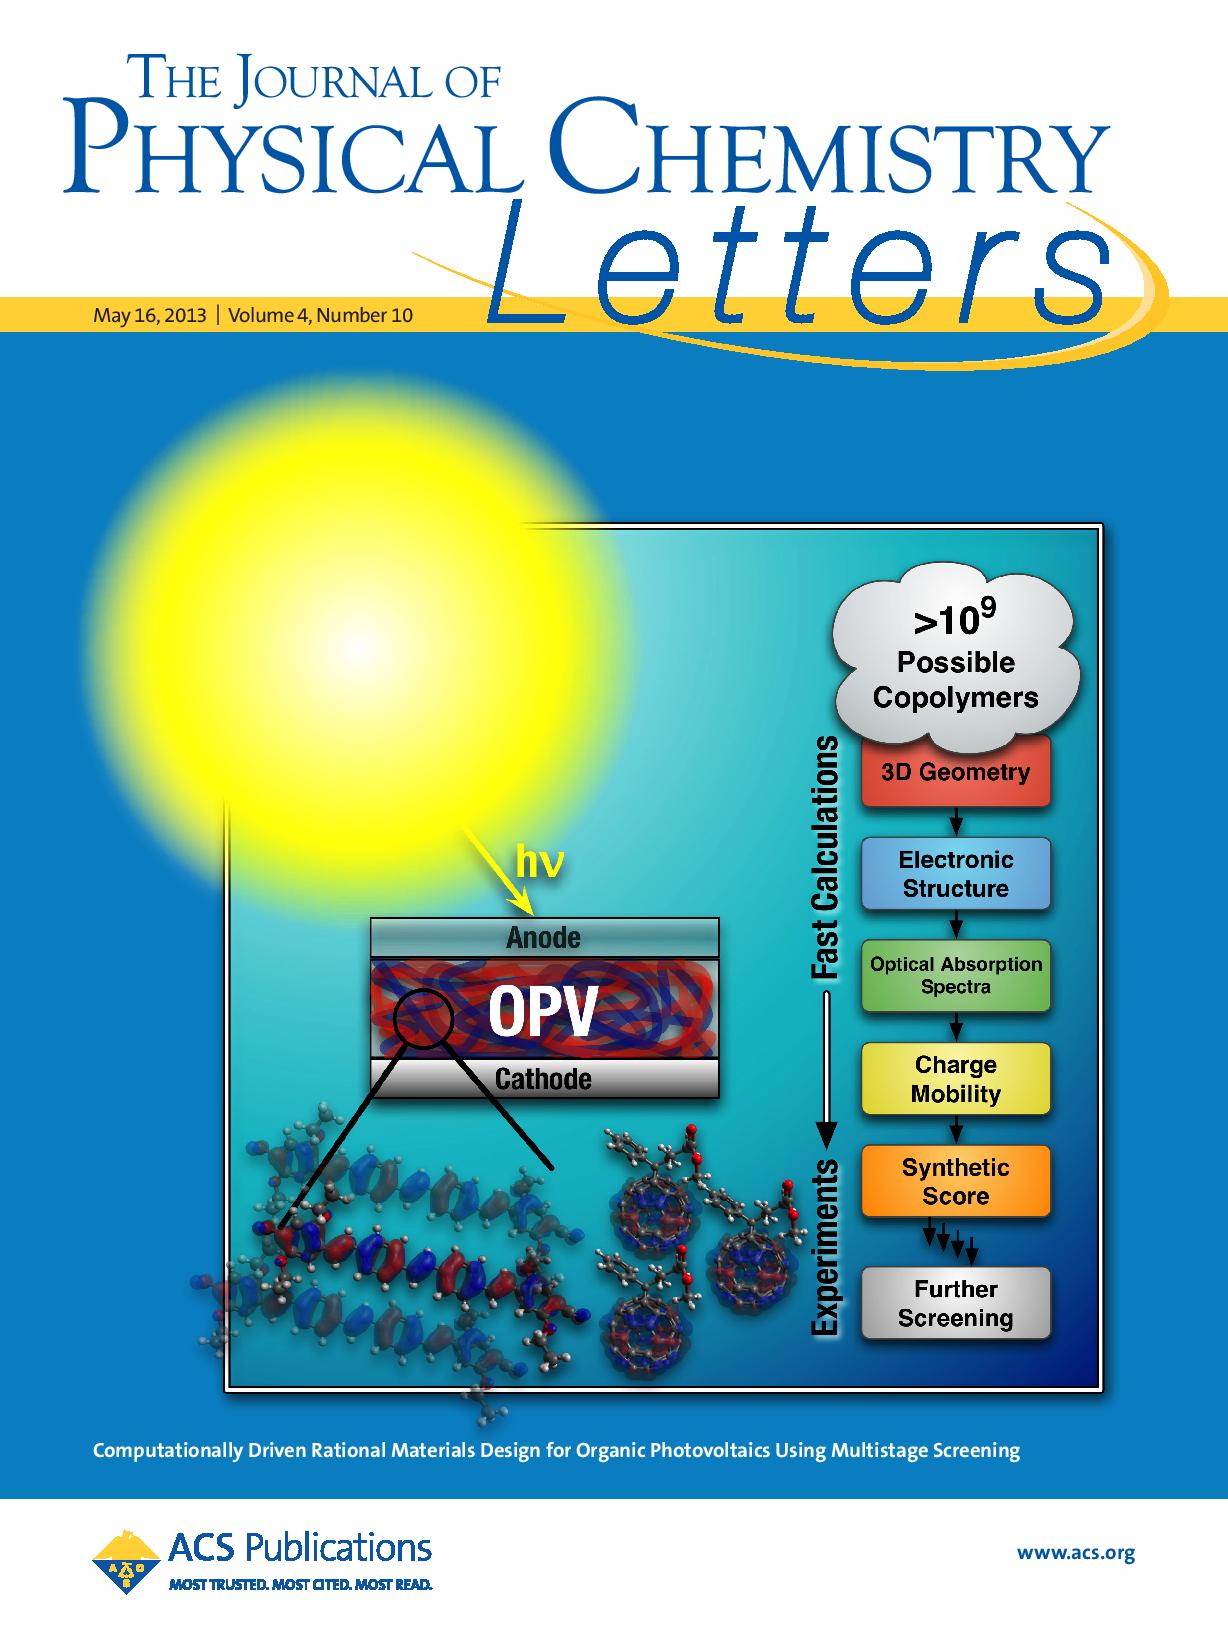 THE JOURNAL OF
PHYSICAL CHEMISTRY
Letters
May 16, 2013 | Volume 4, Number 10
>10⁹
Possible
Copolymers
3D Geometry
Electronic
Structure
Optical Absorption
Spectra
Charge
Mobility
Synthetic
Score
Further
Screening
Fast Calculations
Experiments
hν
Anode
OPV
Cathode
Computationally Driven Rational Materials Design for Organic Photovoltaics Using Multistage Screening
ACS Publications
MOST TRUSTED. MOST CITED. MOST READ.
www.acs.org